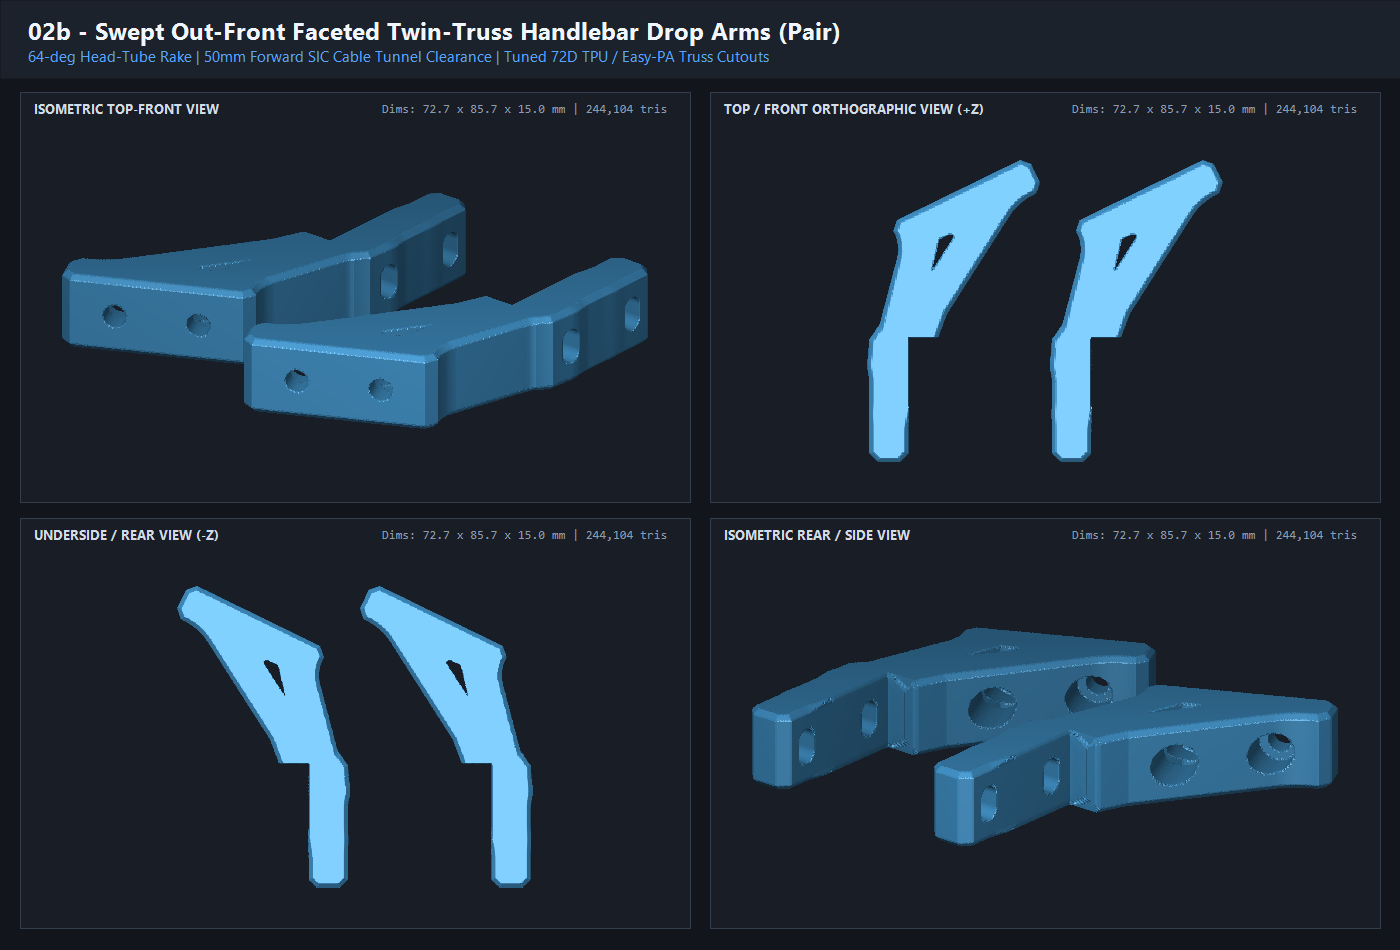 02b - Swept Out-Front Faceted Twin-Truss Handlebar Drop Arms (Pair)
64-deg Head-Tube Rake | 50mm Forward SIC Cable Tunnel Clearance | Tuned 72D TPU / Easy-PA Truss Cutouts
ISOMETRIC TOP-FRONT VIEW
Dims: 72.7 x 85.7 x 15.0 mm | 244,104 tris
TOP / FRONT ORTHOGRAPHIC VIEW (+Z)
Dims: 72.7 x 85.7 x 15.0 mm | 244,104 tris
UNDERSIDE / REAR VIEW (-Z)
Dims: 72.7 x 85.7 x 15.0 mm | 244,104 tris
ISOMETRIC REAR / SIDE VIEW
Dims: 72.7 x 85.7 x 15.0 mm | 244,104 tris